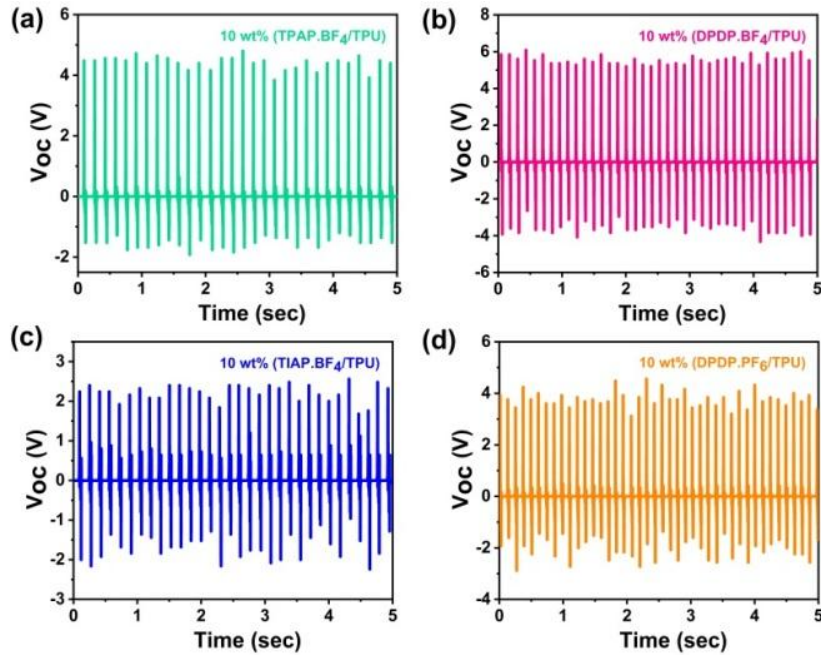 (a)
10 wt% (TPAP.BF4/TPU)
6
4
2
0
-2
Voc (V)
0 1 2 3 4 5
Time (sec)
(b)
10 wt% (DPDP.BF4/TPU)
8
6
4
2
0
-2
-4
-6
Voc (V)
0 1 2 3 4 5
Time (sec)
(c)
10 wt% (TIAP.BF4/TPU)
3
2
1
0
-1
-2
-3
Voc (V)
0 1 2 3 4 5
Time (sec)
(d)
10 wt% (DPDP.PF6/TPU)
6
4
2
0
-2
-4
Voc (V)
0 1 2 3 4 5
Time (sec)